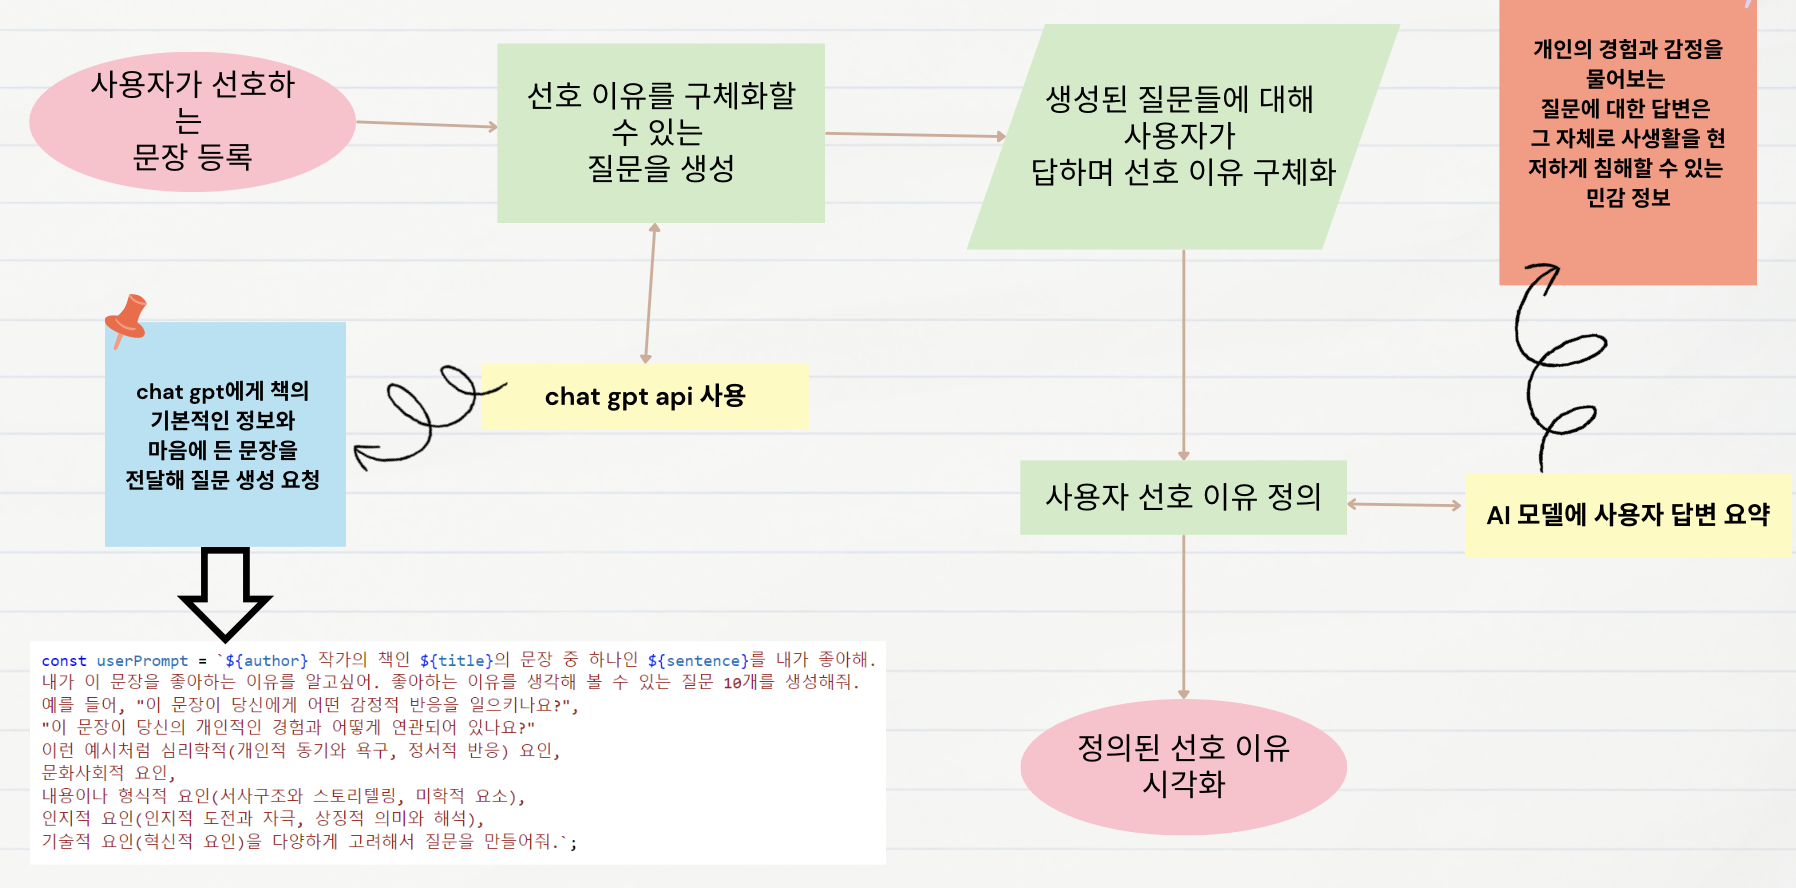 사용자가 선호하
는
문장 등록
선호 이유를 구체화할
수 있는
질문을 생성
생성된 질문들에 대해
사용자가
답하며 선호 이유 구체화
개인의 경험과 감정을
물어보는
질문에 대한 답변은
그 자체로 사생활을 현
저하게 침해할 수 있는
민감 정보
chat gpt에게 책의
기본적인 정보와
마음에 든 문장을
전달해 질문 생성 요청
chat gpt api 사용
사용자 선호 이유 정의
AI 모델에 사용자 답변 요약
const userPrompt = `${author} 작가의 책인 ${title}의 문장 중 하나인 ${sentence}를 내가 좋아해.
내가 이 문장을 좋아하는 이유를 알고싶어. 좋아하는 이유를 생각해 볼 수 있는 질문 10개를 생성해줘.
예를 들어, "이 문장이 당신에게 어떤 감정적 반응을 일으키나요?",
"이 문장이 당신의 개인적인 경험과 어떻게 연관되어 있나요?"
이런 예시처럼 심리학적(개인적 동기와 욕구, 정서적 반응) 요인,
문화사회적 요인,
내용이나 형식적 요인(서사구조와 스토리텔링, 미학적 요소),
인지적 요인(인지적 도전과 자극, 상징적 의미와 해석),
기술적 요인(혁신적 요인)을 다양하게 고려해서 질문을 만들어줘.`;
정의된 선호 이유
시각화